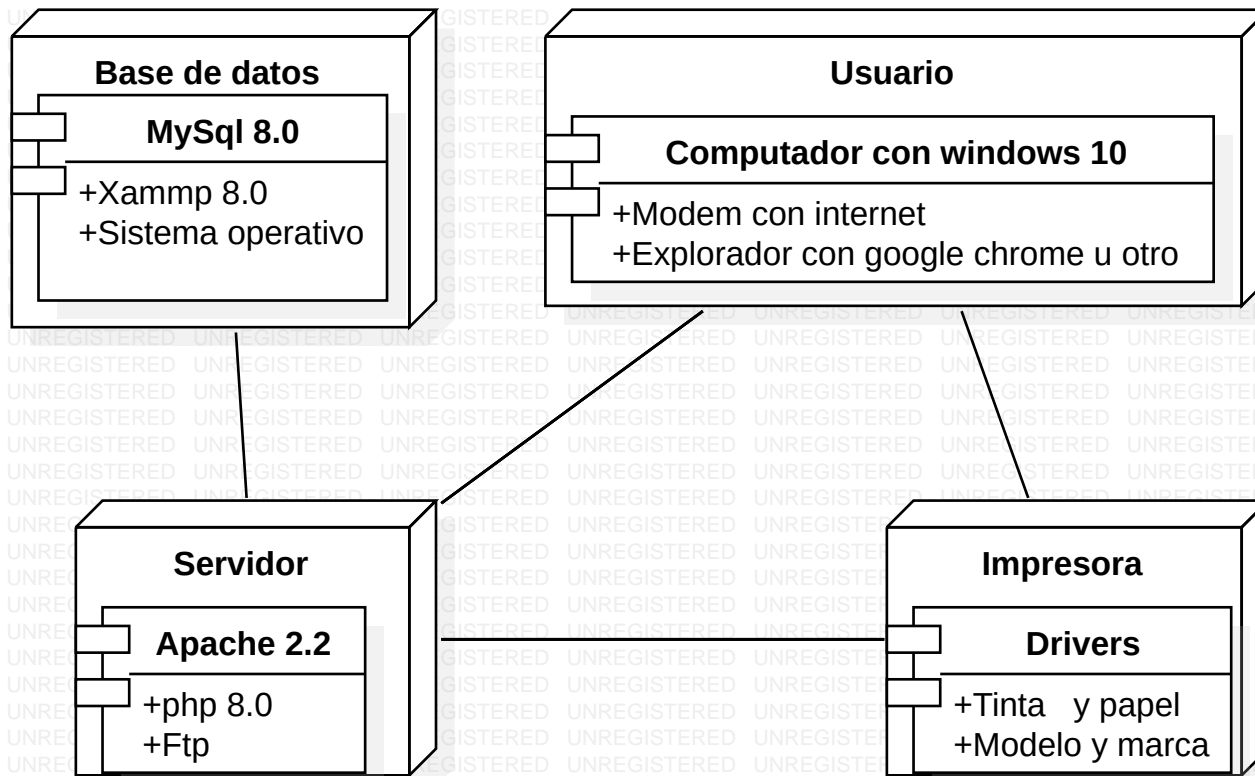 Base de datos
MySql 8.0
+Xammp 8.0
+Sistema operativo
Usuario
Computador con windows 10
+Modem con internet
+Explorador con google chrome u otro
Servidor
Apache 2.2
+php 8.0
+Ftp
Impresora
Drivers
+Tinta y papel
+Modelo y marca
UNREGISTERED